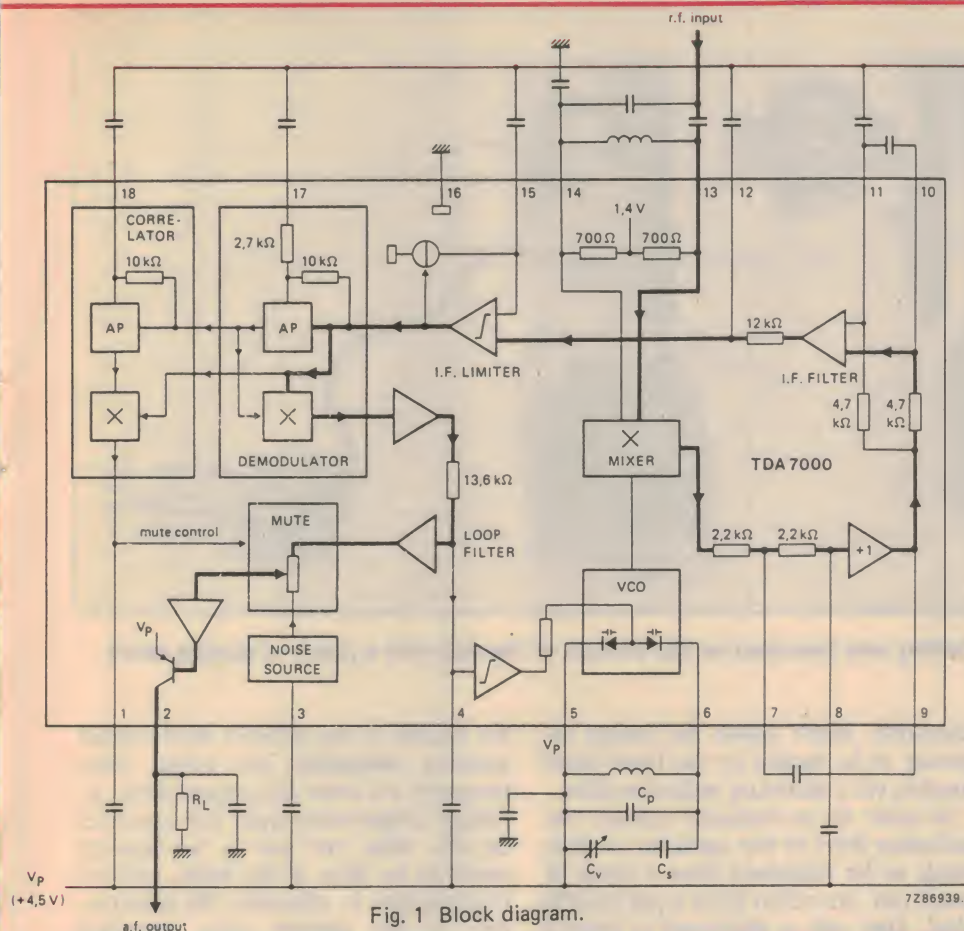 r.f. input
18 17 16 15 14 13 12 11 10
CORRE-
LATOR
10 kΩ
AP
2,7 kΩ
10 kΩ
AP
DEMODULATOR
I.F. LIMITER
1,4 V
700Ω 700Ω
12 kΩ
I.F. FILTER
4,7
kΩ
4,7
kΩ
MIXER
TDA7000
13,6 kΩ
LOOP
FILTER
mute control
MUTE
NOISE
SOURCE
VP
VCO
2,2 kΩ 2,2 kΩ
+1
1 2 3 4 5 6 7 8 9
VP
RL
Cp
Cv Cs
VP
(+4,5 V)
a.f. output
7Z86939.
Fig. 1 Block diagram.